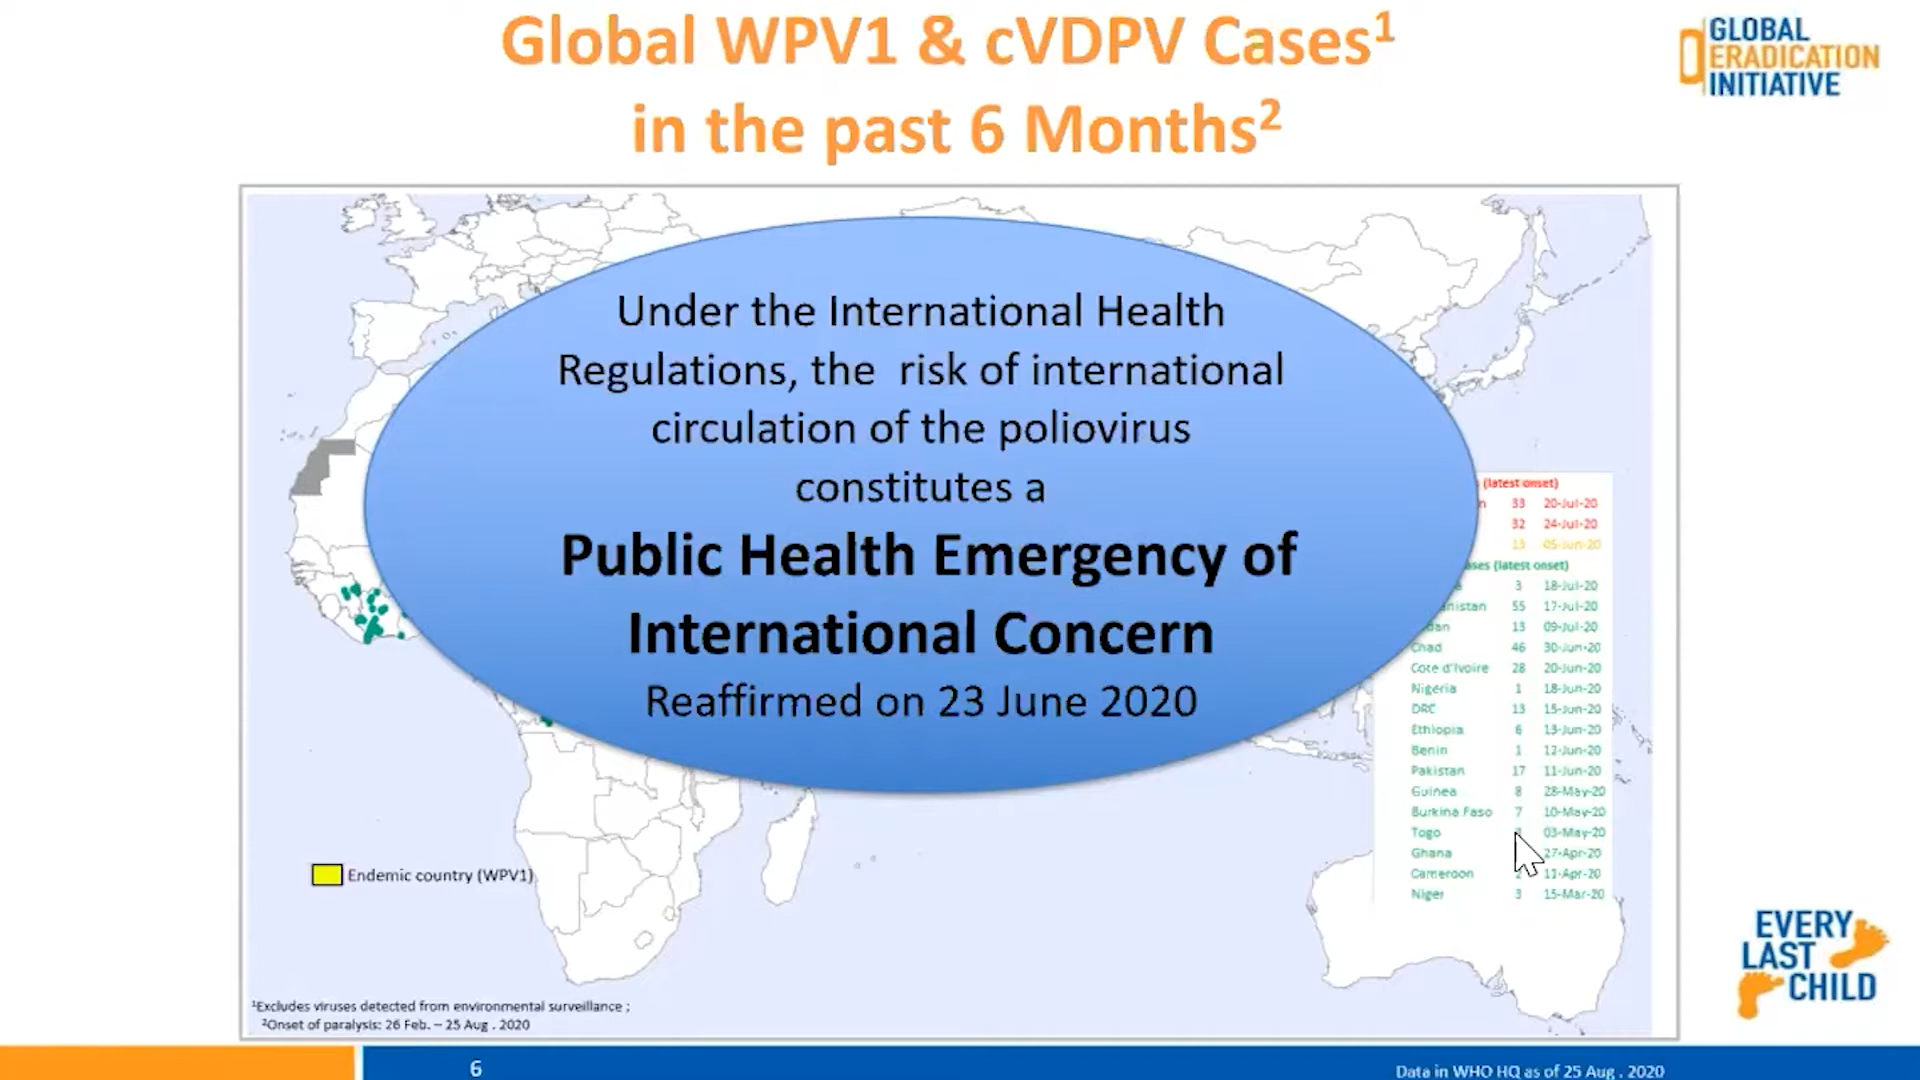 Global WPV1 & cVDPV Cases¹
in the past 6 Months²
GLOBAL
ERADICATION
INITIATIVE
Under the International Health
Regulations, the risk of international
circulation of the poliovirus
constitutes a
Public Health Emergency of
International Concern
Reaffirmed on 23 June 2020
(latest onset)
33 20-Jul-20
32 24-Jul-20
13 05-Jun-20
(latest onset)
3 18-Jul-20
55 17-Jul-20
13 09-Jul-20
Chad 46 30-Jun-20
Cote d'Ivoire 28 20-Jun-20
Nigeria 1 18-Jun-20
DRC 13 15-Jun-20
Ethiopia 6 13-Jun-20
Benin 1 12-Jun-20
Pakistan 17 11-Jun-20
Guinea 8 28-May-20
Burkina Faso 7 10-May-20
Togo 03-May-20
Ghana 27-Apr-20
Cameroon 2 11-Apr-20
Niger 3 15-Mar-20
Endemic country (WPV1)
¹Excludes viruses detected from environmental surveillance ;
²Onset of paralysis: 26 Feb. – 25 Aug . 2020
EVERY
LAST
CHILD
6
Data in WHO HQ as of 25 Aug . 2020